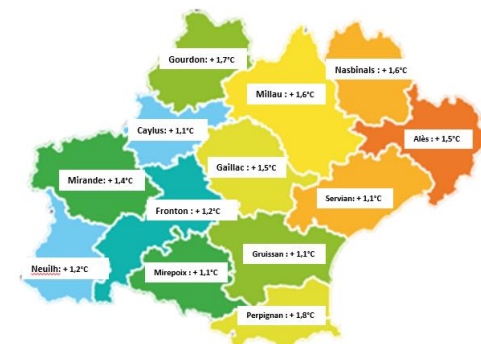 Gourdon: + 1,7°C
Nasbinals : + 1,6°C
Millau : + 1,6°C
Caylus: + 1,1°C
Alès : + 1,5°C
Gaillac : + 1,5°C
Mirande: + 1,4°C
Servian: + 1,1°C
Fronton : + 1,2°C
Gruissan : + 1,1°C
Neuilh: + 1,2°C
Mirepoix : + 1,1°C
Perpignan : + 1,8°C